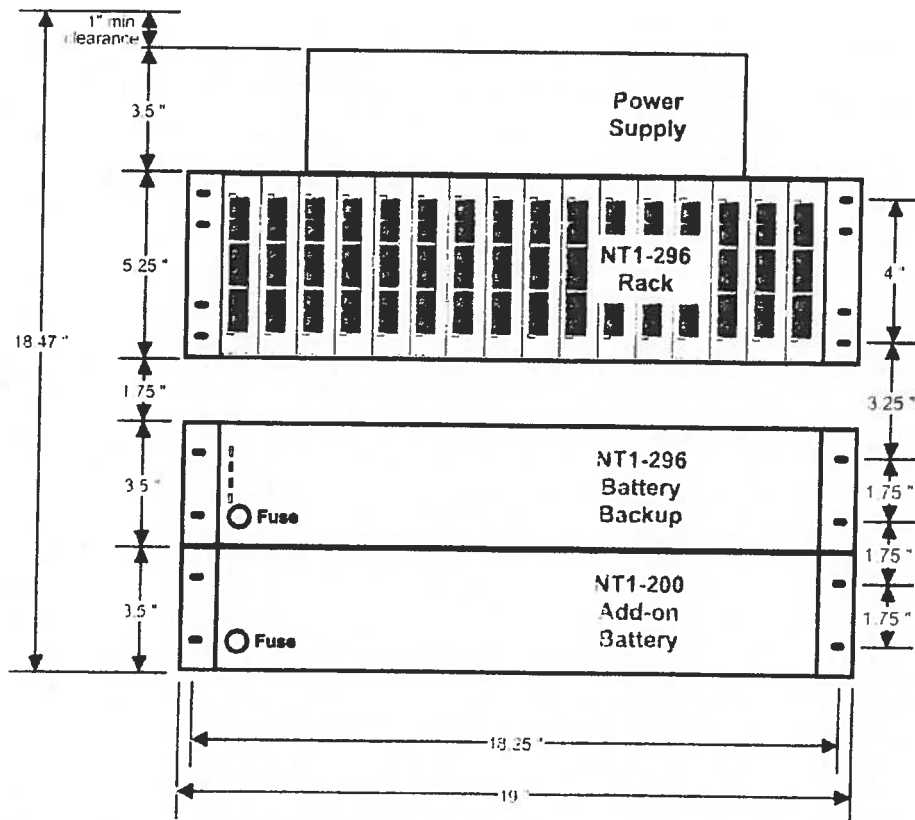 1" min
clearance
3.5 "
Power
Supply
5.25 "
NT1-296
Rack
4 "
18.47 "
1.75 "
3.25 "
3.5 "
NT1-296
Battery
Backup
Fuse
1.75 "
1.75 "
3.5 "
NT1-200
Add-on
Battery
Fuse
1.75 "
18.25 "
19 "